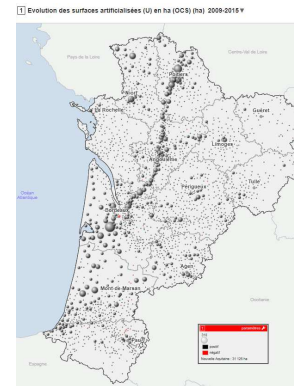 1 Evolution des surfaces artificialisées (U) en ha (OCS) (ha) 2009-2015
Pays de la Loire
Centre-Val de Loire
Poitiers
Niort
La Rochelle
Guéret
Limoges
Angoulême
Tulle
Périgueux
Océan
Atlantique
Bordeaux
Agen
Mont-de-Marsan
Occitanie
Pau
Espagne
paramètres
positif
négatif